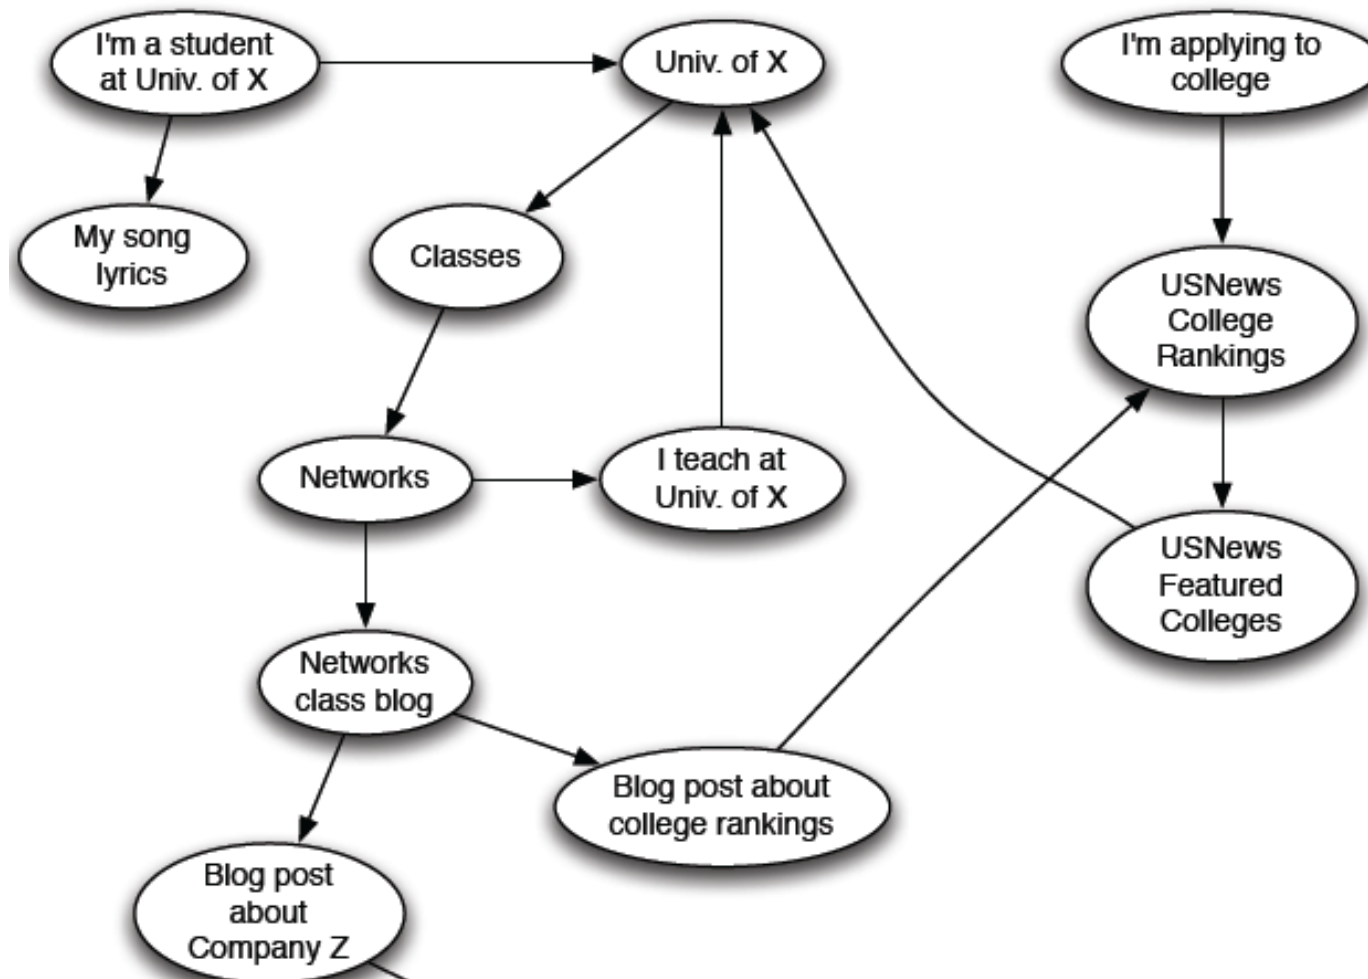 I'm a student
at Univ. of X
Univ. of X
I'm applying to
college
My song
lyrics
Classes
USNews
College
Rankings
Networks
I teach at
Univ. of X
USNews
Featured
Colleges
Networks
class blog
Blog post about
college rankings
Blog post
about
Company Z